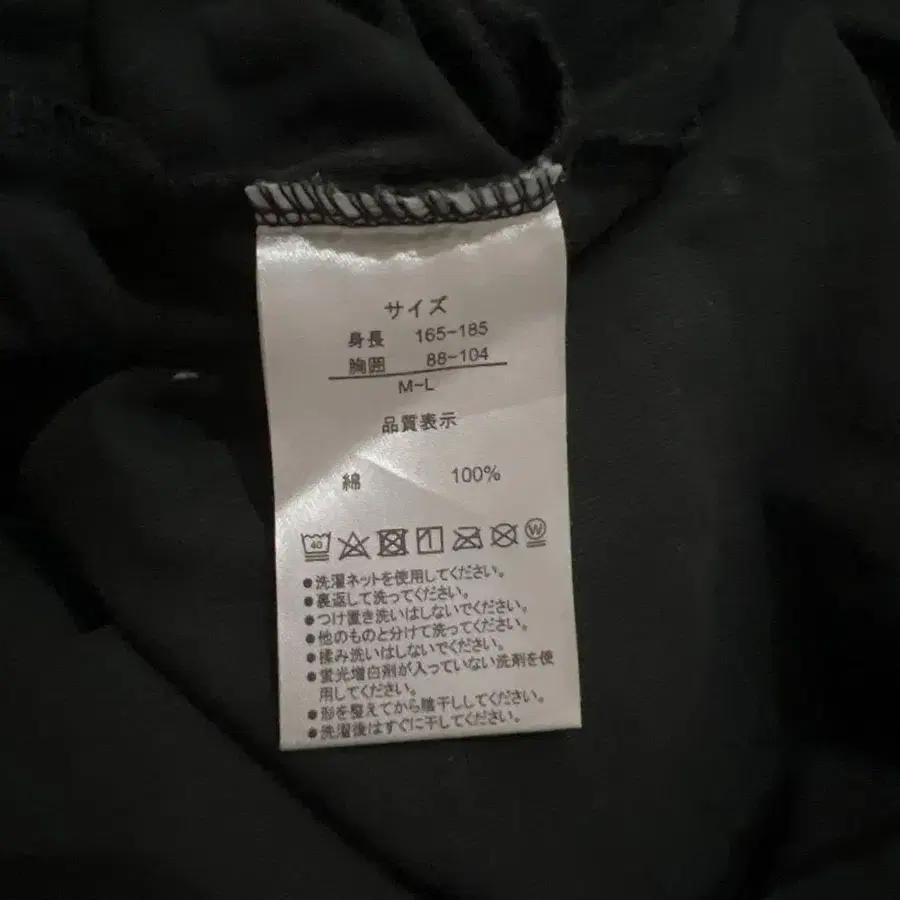 サイズ
身長 165-185
胸囲 88-104
M-L
品質表示
綿 100%
40 W
●洗濯ネットを使用してください。
●裏返して洗ってください。
●つけ置き洗いはしないでください。
●他のものと分けて洗ってください。
●揉み洗いはしないでください。
●蛍光増白剤が入っていない洗剤を使
用してください。
●形を整えてから陰干ししてください。
●洗濯後はすぐに干してください。